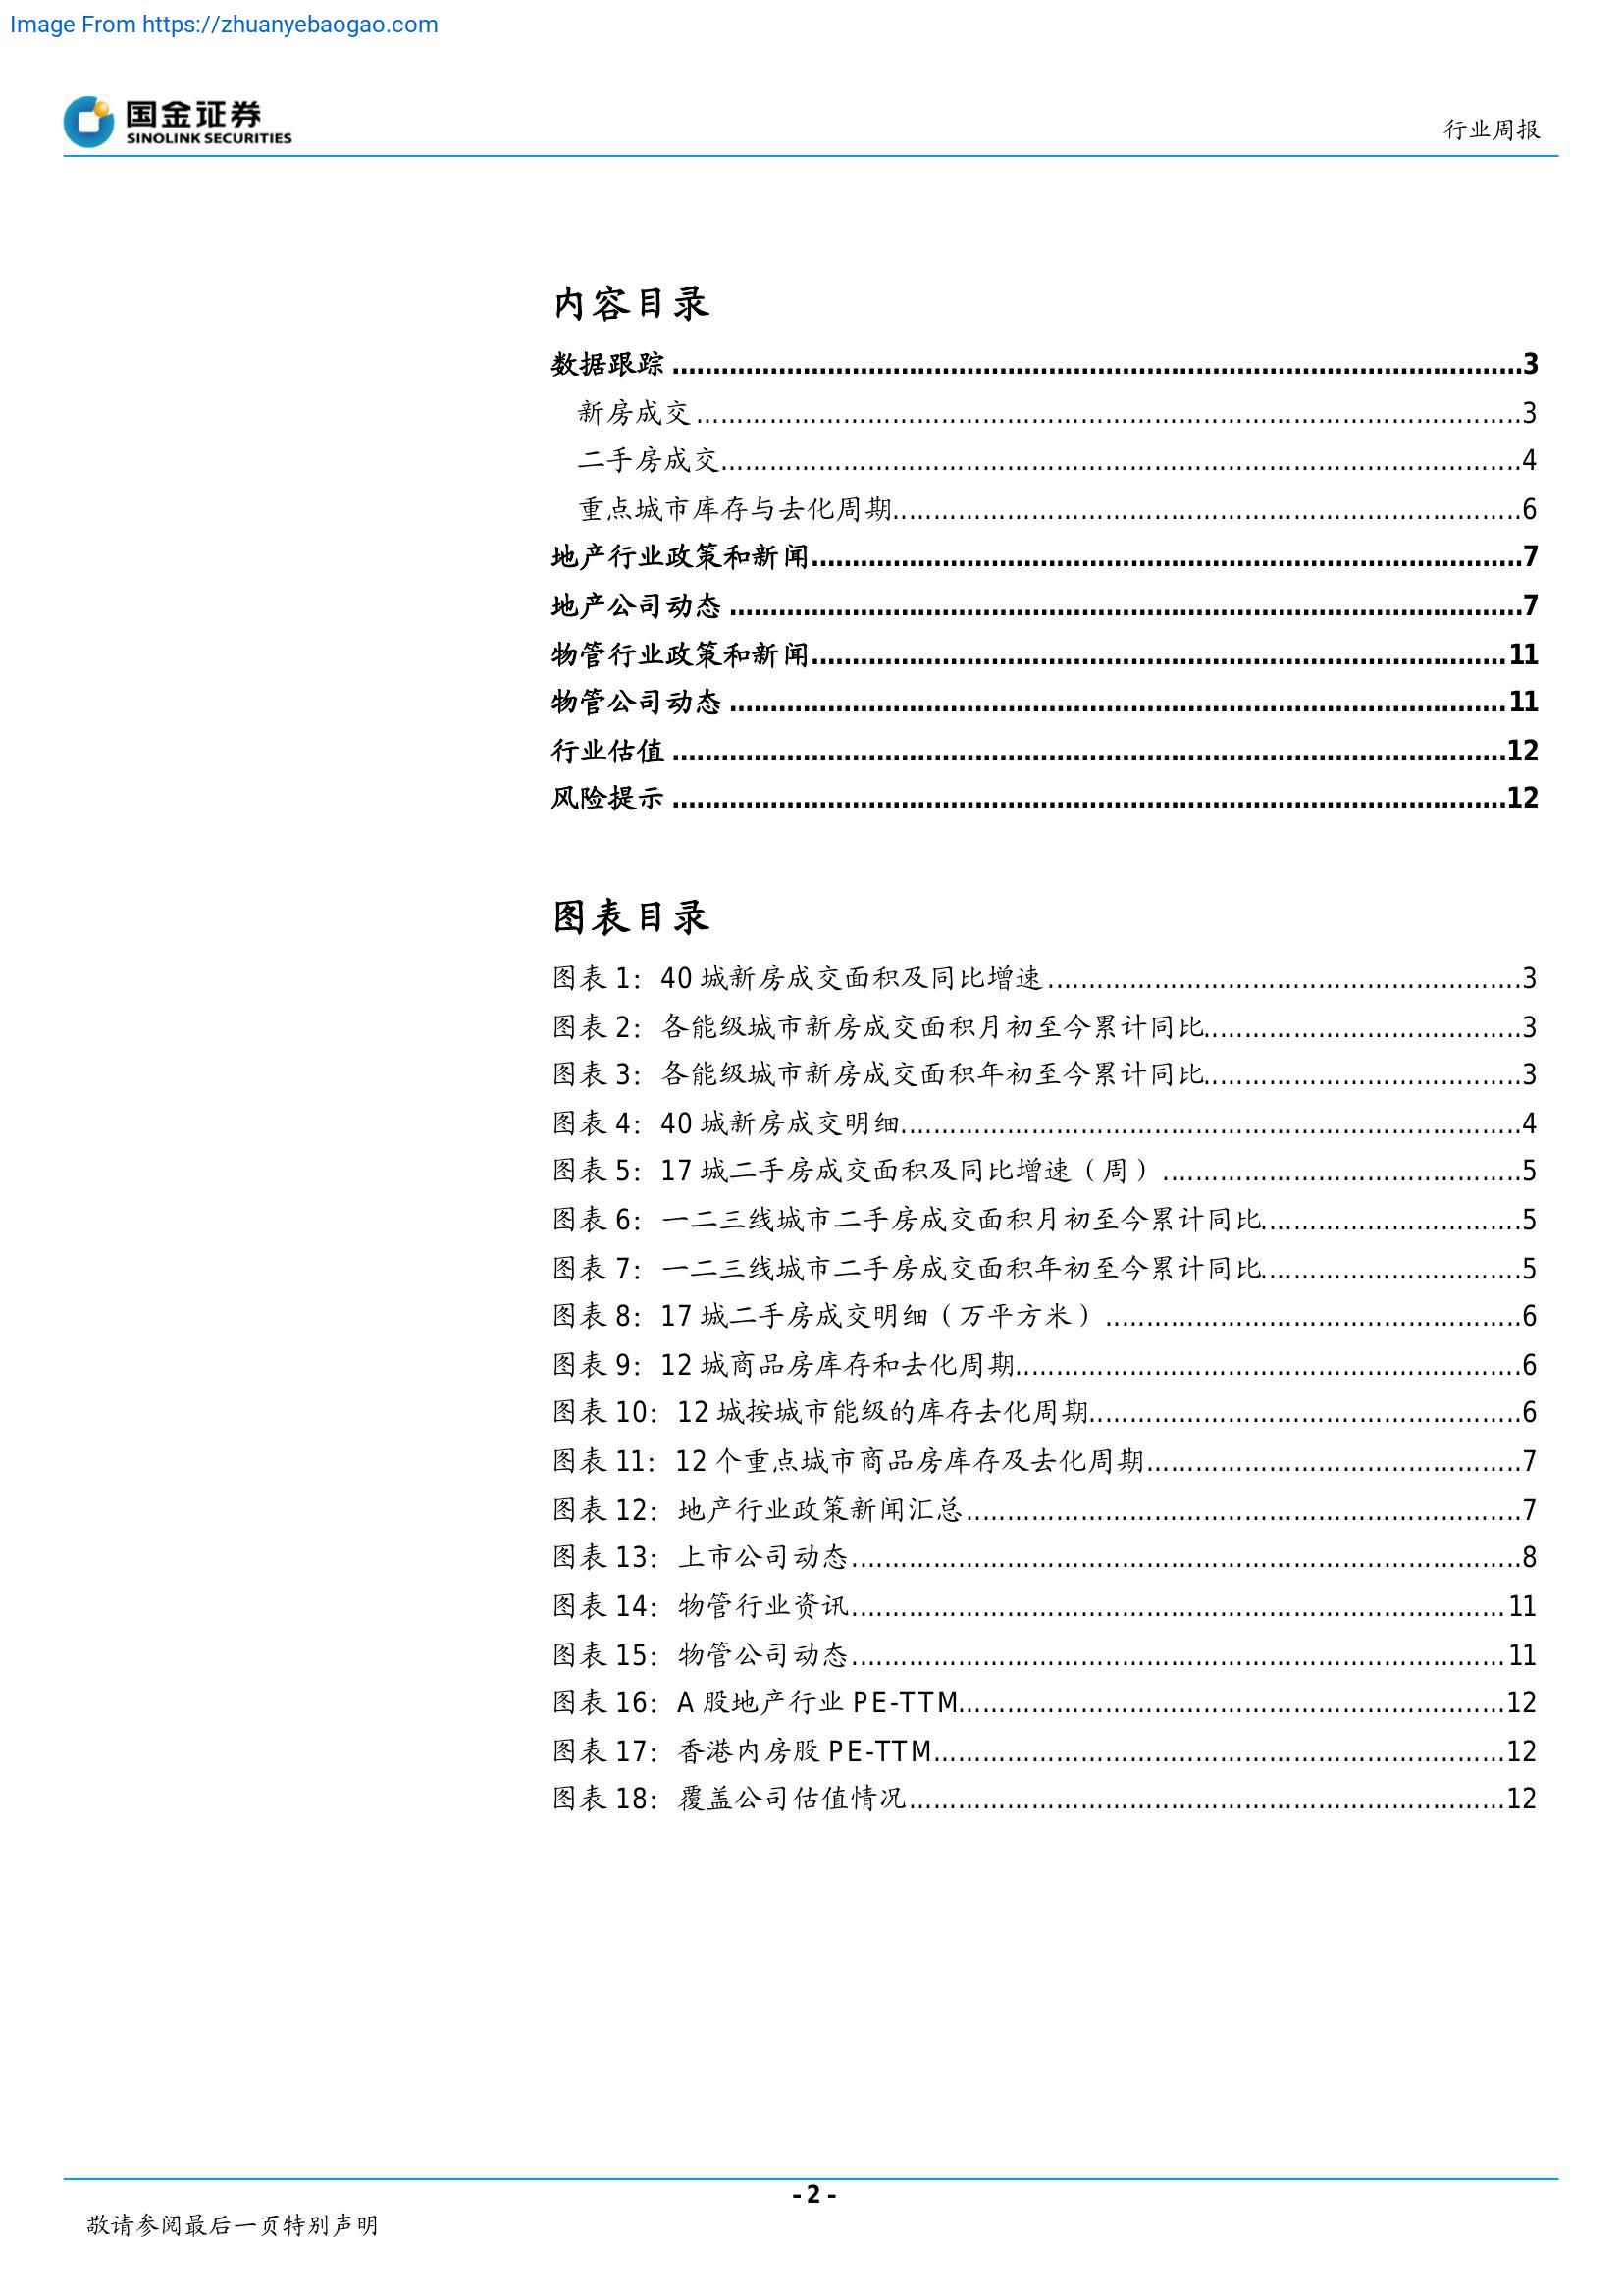 Image From https://zhuanyebaogao.com
国金证券
SINOLINK SECURITIES
行业周报
内容目录
数据跟踪 ........................................................................................................3
新房成交 ........................................................................................................3
二手房成交........................................................................................................4
重点城市库存与去化周期................................................................................6
地产行业政策和新闻........................................................................................7
地产公司动态 ..................................................................................................7
物管行业政策和新闻......................................................................................11
物管公司动态 ................................................................................................11
行业估值 ......................................................................................................12
风险提示 ......................................................................................................12
图表目录
图表 1：40 城新房成交面积及同比增速 ..........................................................3
图表 2：各能级城市新房成交面积月初至今累计同比.......................................3
图表 3：各能级城市新房成交面积年初至今累计同比.......................................3
图表 4：40 城新房成交明细............................................................................4
图表 5：17 城二手房成交面积及同比增速（周） ............................................5
图表 6：一二三线城市二手房成交面积月初至今累计同比................................5
图表 7：一二三线城市二手房成交面积年初至今累计同比................................5
图表 8：17 城二手房成交明细（万平方米） ...................................................6
图表 9：12 城商品房库存和去化周期..............................................................6
图表 10：12 城按城市能级的库存去化周期.....................................................6
图表 11：12 个重点城市商品房库存及去化周期..............................................7
图表 12：地产行业政策新闻汇总....................................................................7
图表 13：上市公司动态..................................................................................8
图表 14：物管行业资讯................................................................................11
图表 15：物管公司动态................................................................................11
图表 16：A 股地产行业 PE-TTM...................................................................12
图表 17：香港内房股 PE-TTM......................................................................12
图表 18：覆盖公司估值情况.........................................................................12
- 2 -
敬请参阅最后一页特别声明